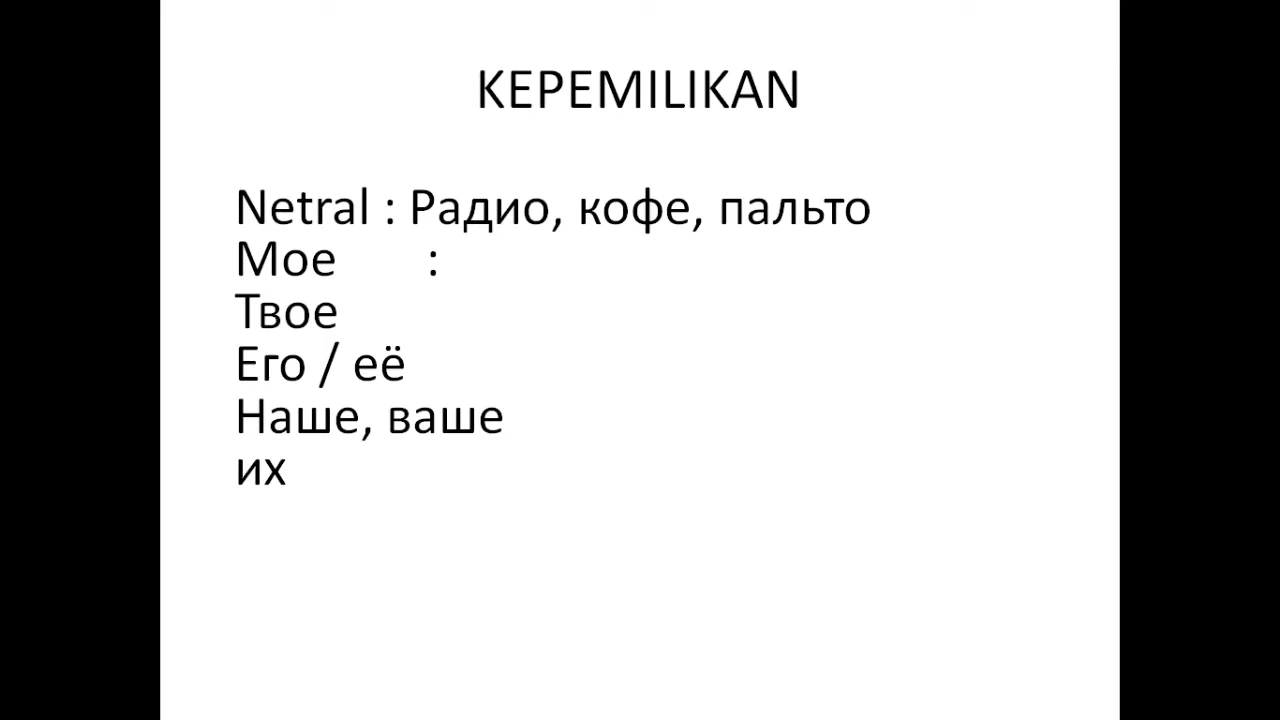 KEPEMILIKAN
Netral : Радио, кофе, пальто
Мое :
Твое
Его / её
Наше, ваше
их